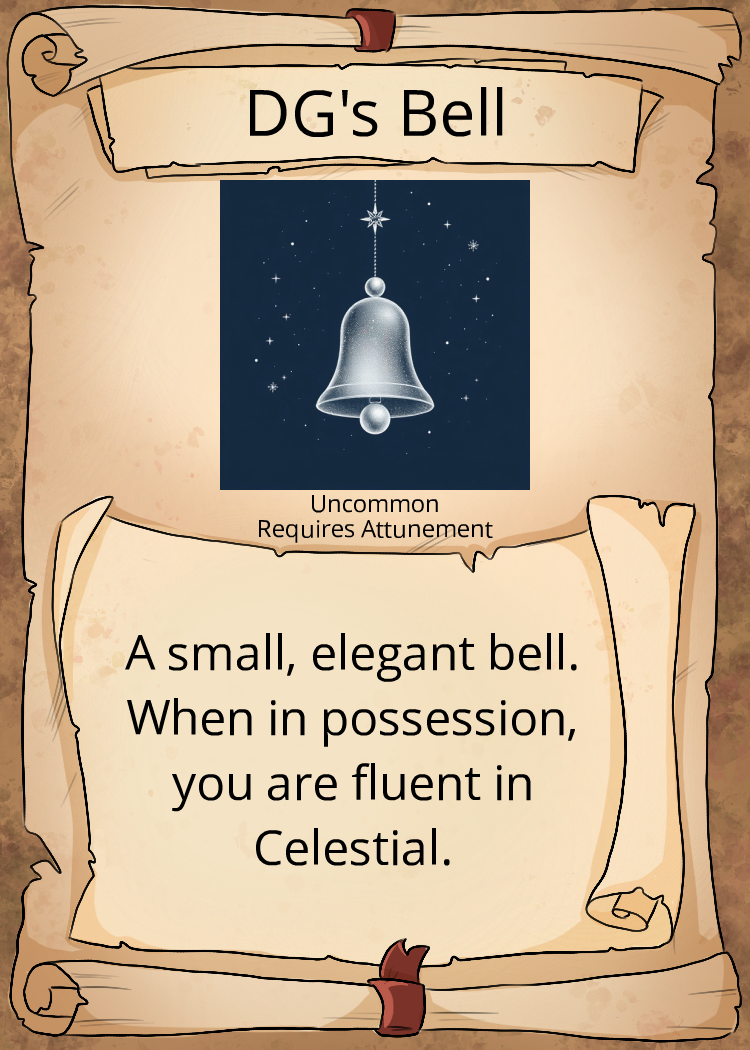 DG's Bell
Uncommon
Requires Attunement
A small, elegant bell.
When in possession,
you are fluent in
Celestial.